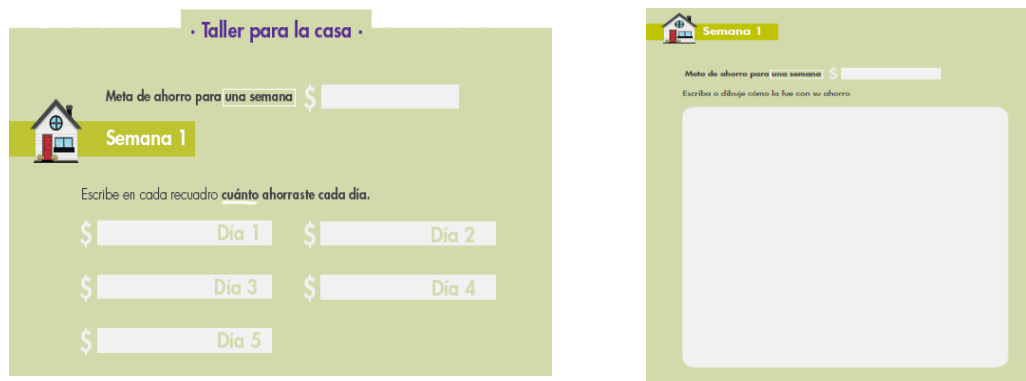 · Taller para la casa ·
Meta de ahorro para una semana $
Semana 1
Escribe en cada recuadro cuánto ahorraste cada día.
$ Día 1 $ Día 2
$ Día 3 $ Día 4
$ Día 5
Semana 1
Meta de ahorro para una semana $
Escriba o dibuje cómo la fue con su ahorro